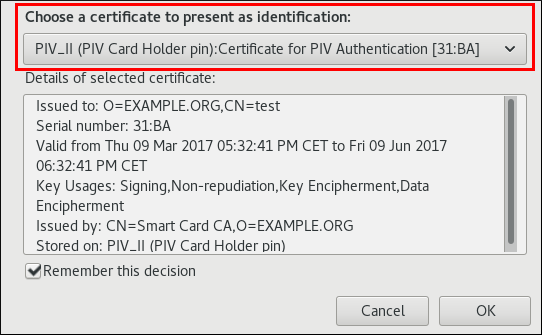 Choose a certificate to present as identification:
PIV_II (PIV Card Holder pin):Certificate for PIV Authentication [31:BA]
Details of selected certificate:
Issued to: O=EXAMPLE.ORG,CN=test
Serial number: 31:BA
Valid from Thu 09 Mar 2017 05:32:41 PM CET to Fri 09 Jun 2017
06:32:41 PM CET
Key Usages: Signing,Non-repudiation,Key Encipherment,Data
Encipherment
Issued by: CN=Smart Card CA,O=EXAMPLE.ORG
Stored on: PIV_II (PIV Card Holder pin)
Remember this decision
Cancel
OK